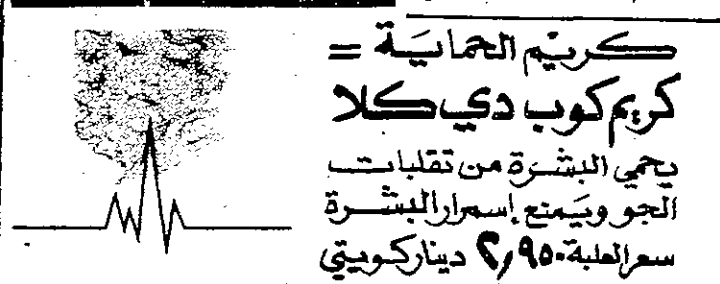 كريم الحماية =
كريم كوب دي كلا
يحمي البشرة من تقلبات
الجو ويمنع إسمرار البشرة
سعر العلبة ٢,٩٥٠ دينار كويتي